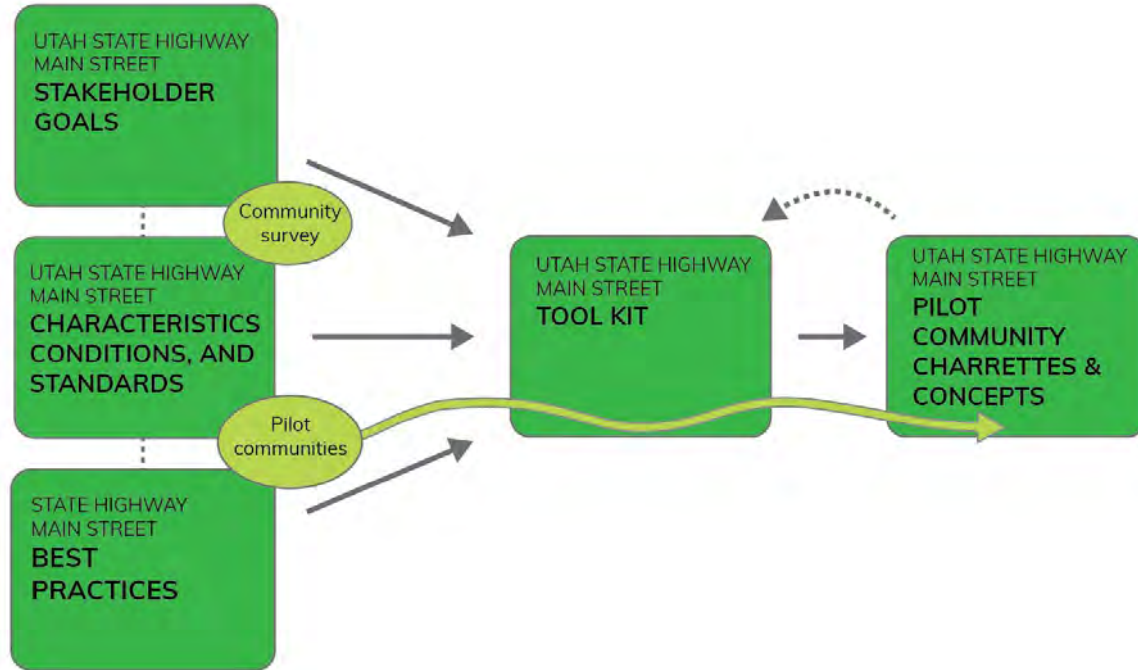 UTAH STATE HIGHWAY
MAIN STREET
STAKEHOLDER
GOALS
Community
survey
UTAH STATE HIGHWAY
MAIN STREET
CHARACTERISTICS
CONDITIONS, AND
STANDARDS
Pilot
communities
STATE HIGHWAY
MAIN STREET
BEST
PRACTICES
UTAH STATE HIGHWAY
MAIN STREET
TOOL KIT
UTAH STATE HIGHWAY
MAIN STREET
PILOT
COMMUNITY
CHARRETTES &
CONCEPTS